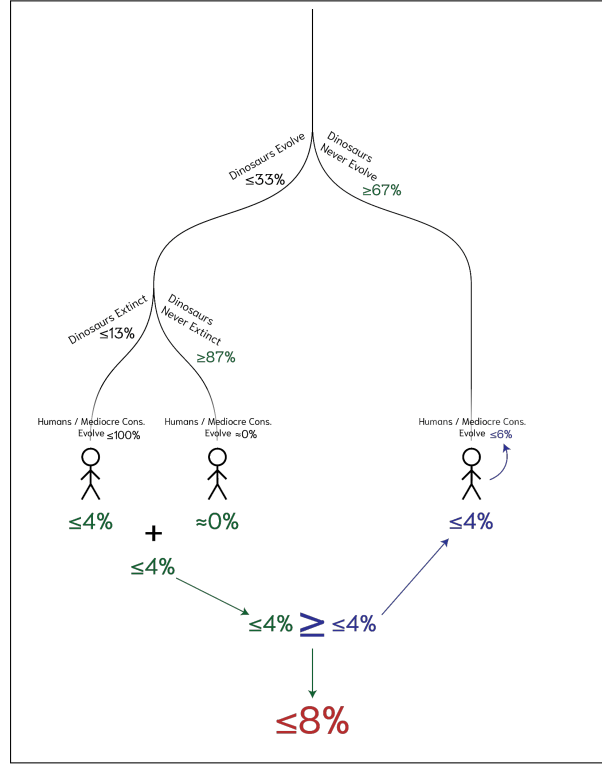 Dinosaurs Evolve
≤33%
Dinosaurs
Never Evolve
≥67%
Dinosaurs Extinct
≤13%
Dinosaurs
Never Extinct
≥87%
Humans / Mediocre Cons.
Evolve ≤100%
Humans / Mediocre Cons.
Evolve ≈0%
Humans / Mediocre Cons.
Evolve ≤6%
≤4%
+
≈0%
≤4%
≤4%
≤4% ≥ ≤4%
≤8%